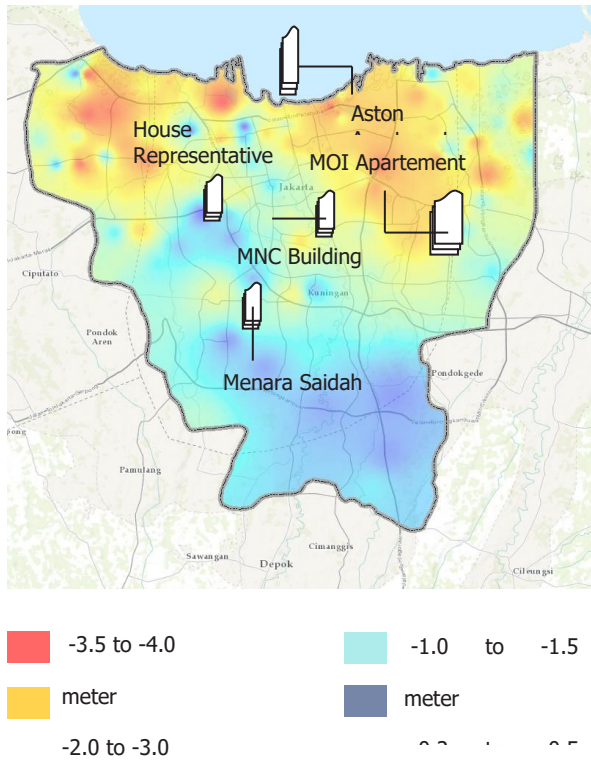 Aston
House
Representative
MOI Apartement
Jakarta
MNC Building
Ciputato
Kuningan
Pondok
Aren
Menara Saidah
Pondokgede
Pamulang
Sawangan
Depok
Cimanggis
Cileungsi
-3.5 to -4.0
-1.0 to -1.5
meter
meter
-2.0 to -3.0